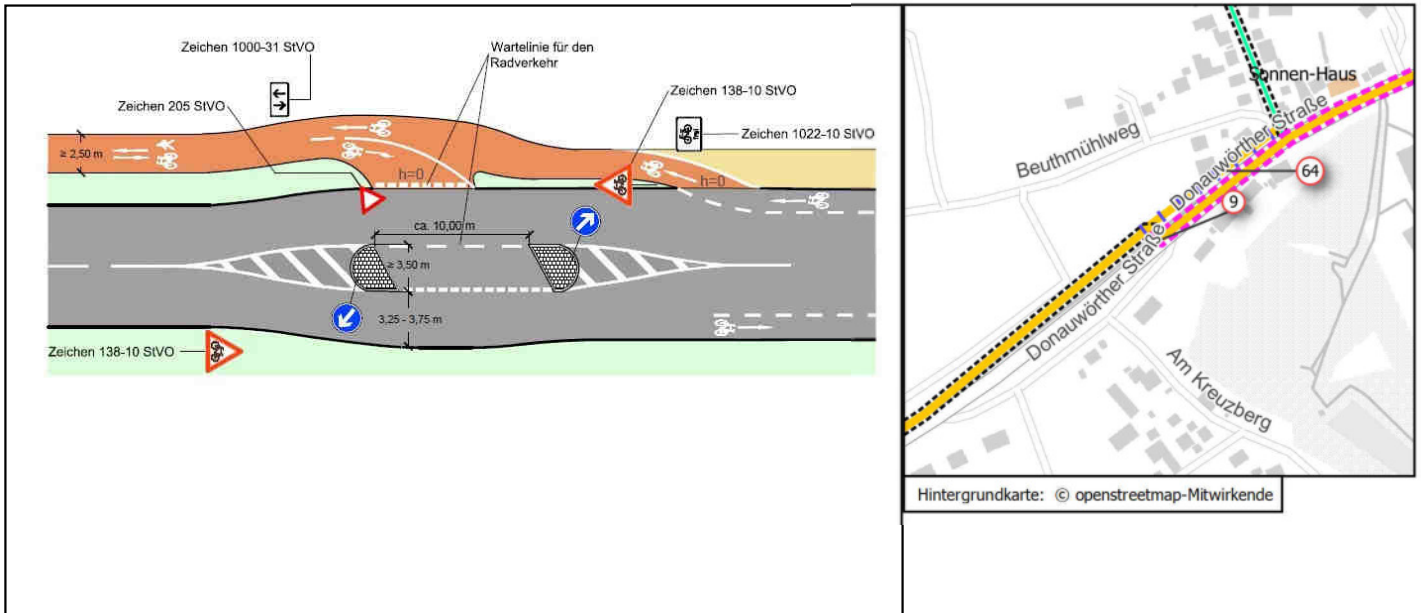 Zeichen 1000-31 StVO
Wartelinie für den
Radverkehr
Zeichen 205 StVO
Zeichen 138-10 StVO
Zeichen 1022-10 StVO
≥ 2,50 m
h=0
h=0
ca. 10,00 m
≥ 3,50 m
3,25 - 3,75 m
Zeichen 138-10 StVO
Sonnen-Haus
Beuthmühlweg
Donauwörther Straße
64
9
Donauwörther Straße
Am Kreuzberg
Hintergrundkarte: © openstreetmap-Mitwirkende